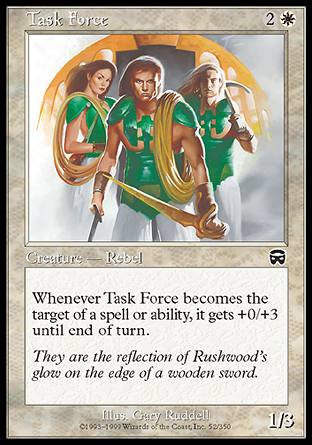 Task Force 2
Creature — Rebel
Whenever Task Force becomes the
target of a spell or ability, it gets +0/+3
until end of turn.
They are the reflection of Rushwood's
glow on the edge of a wooden sword.
Illus. Gary Ruddell
©1993-1999 Wizards of the Coast, Inc. 52/350
1/3